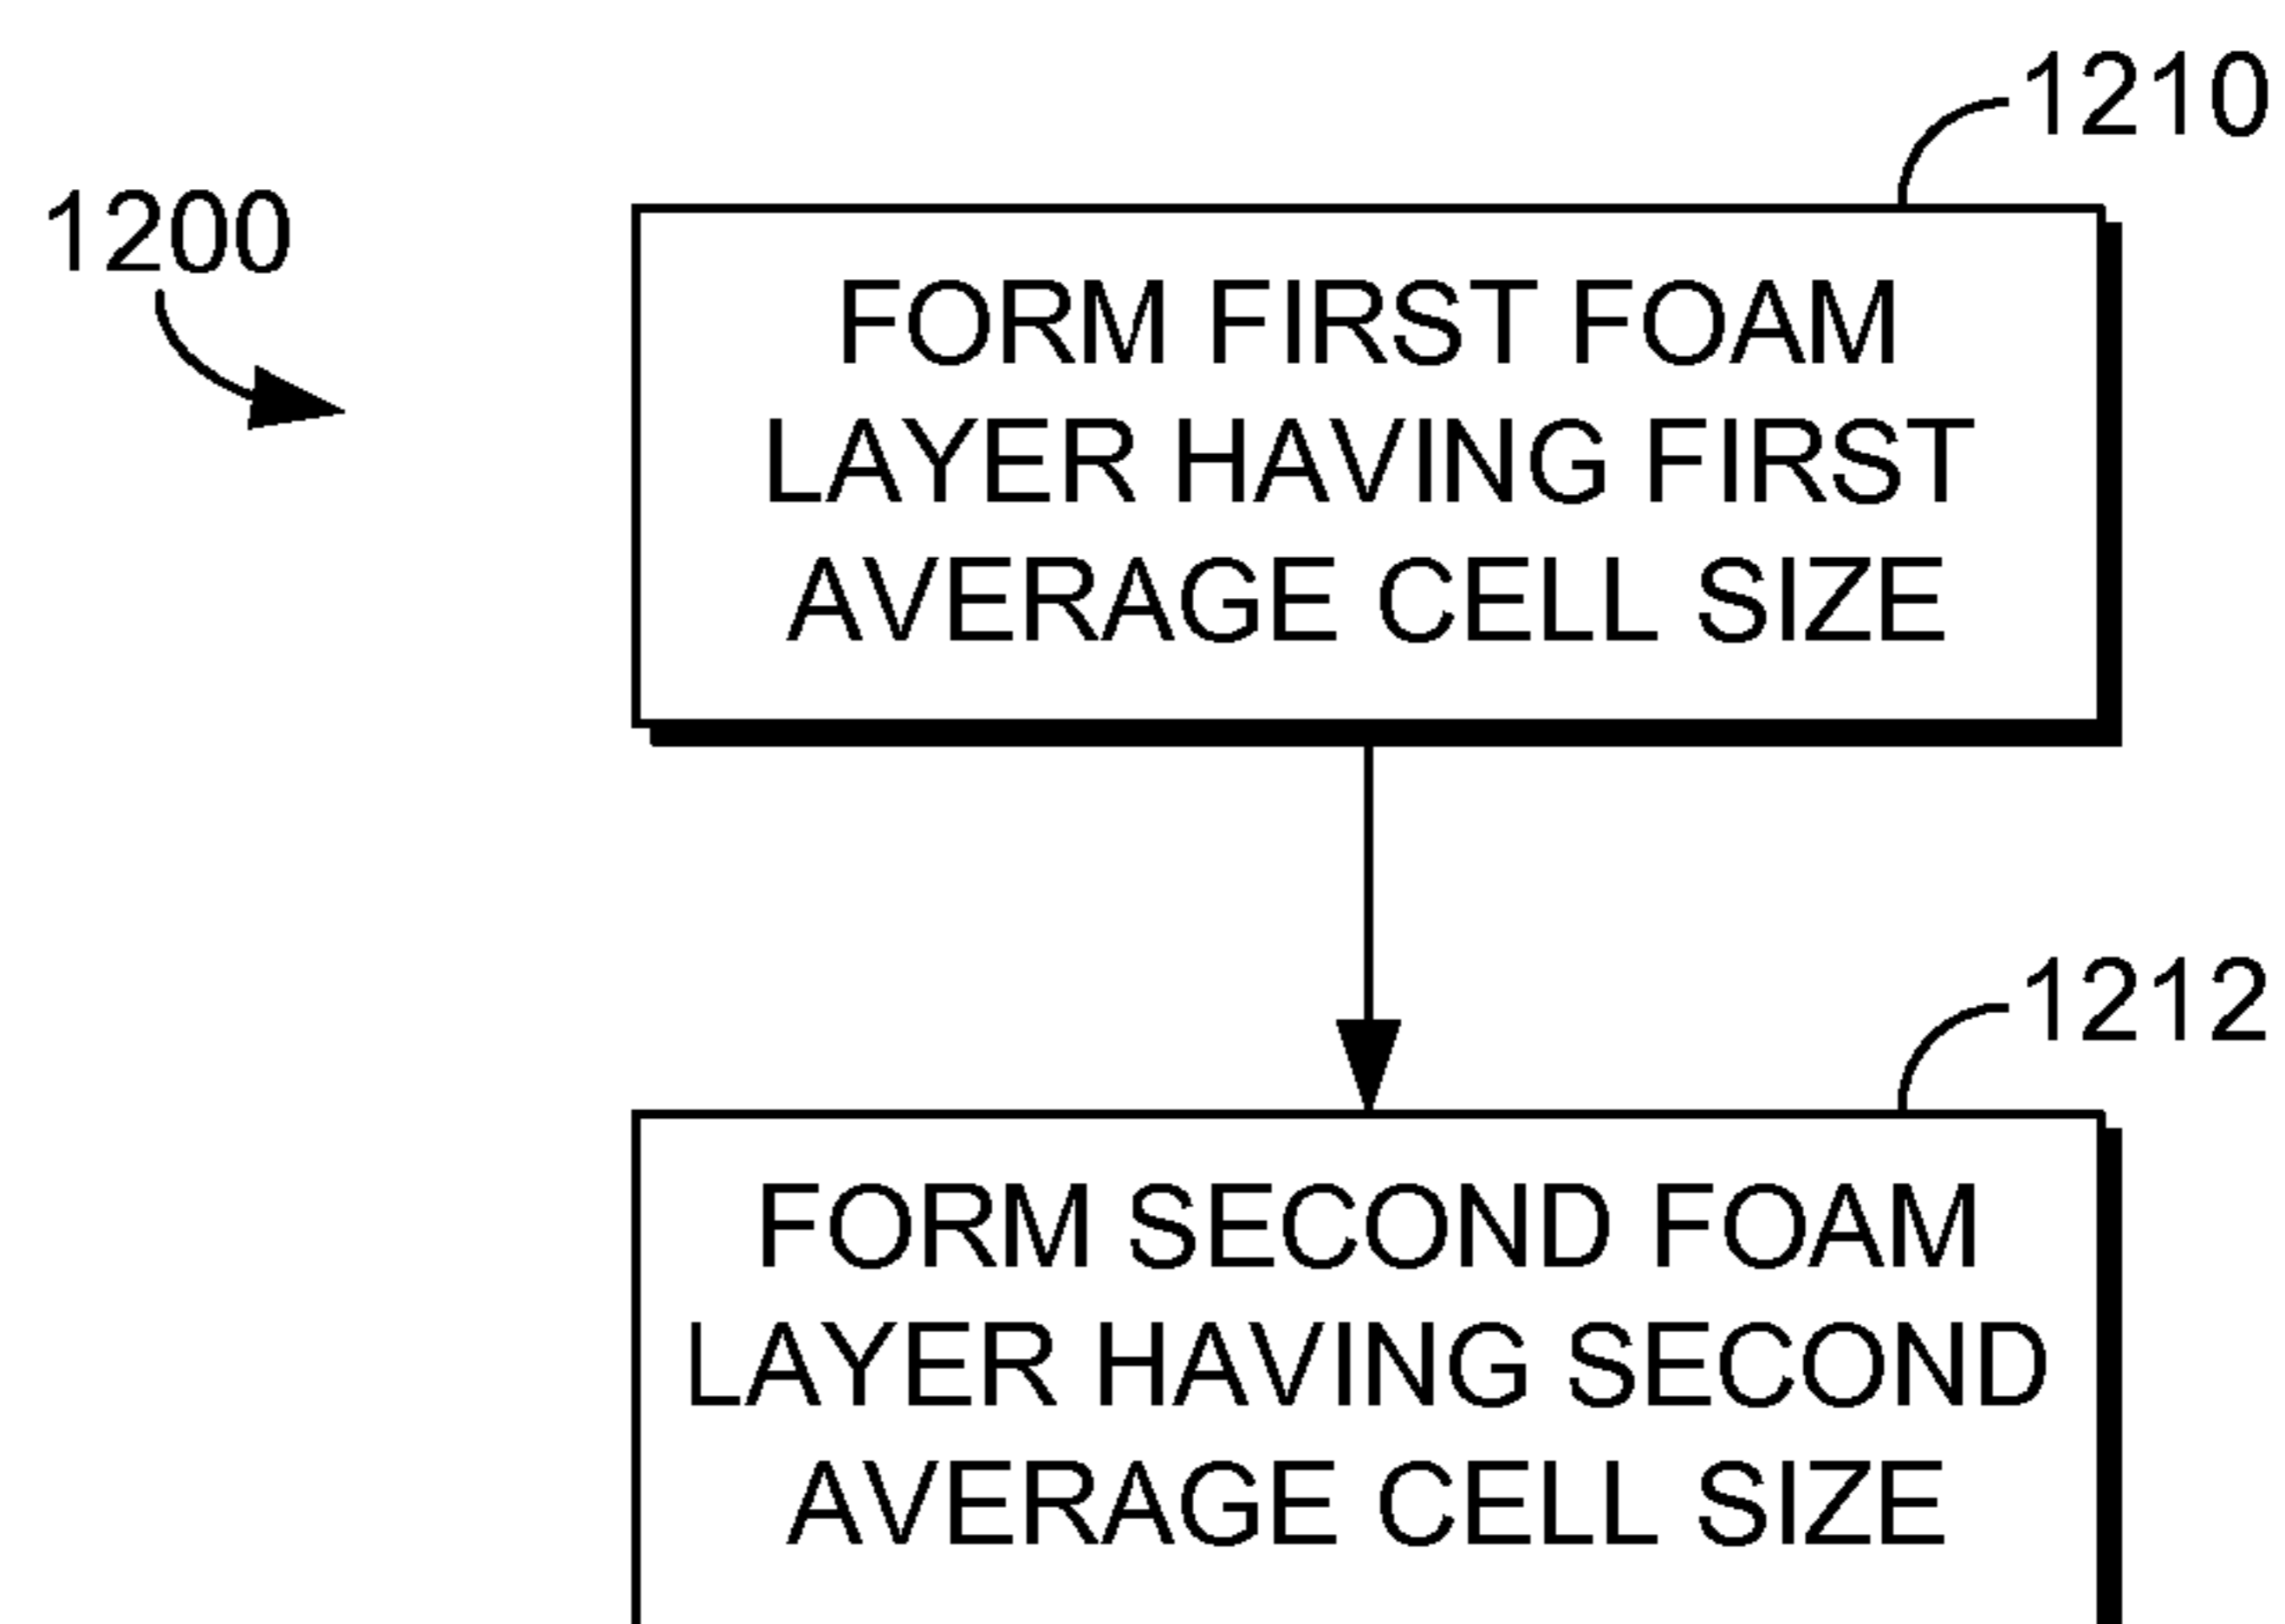 1210
1200
FORM FIRST FOAM
LAYER HAVING FIRST
AVERAGE CELL SIZE
1212
FORM SECOND FOAM
LAYER HAVING SECOND
AVERAGE CELL SIZE